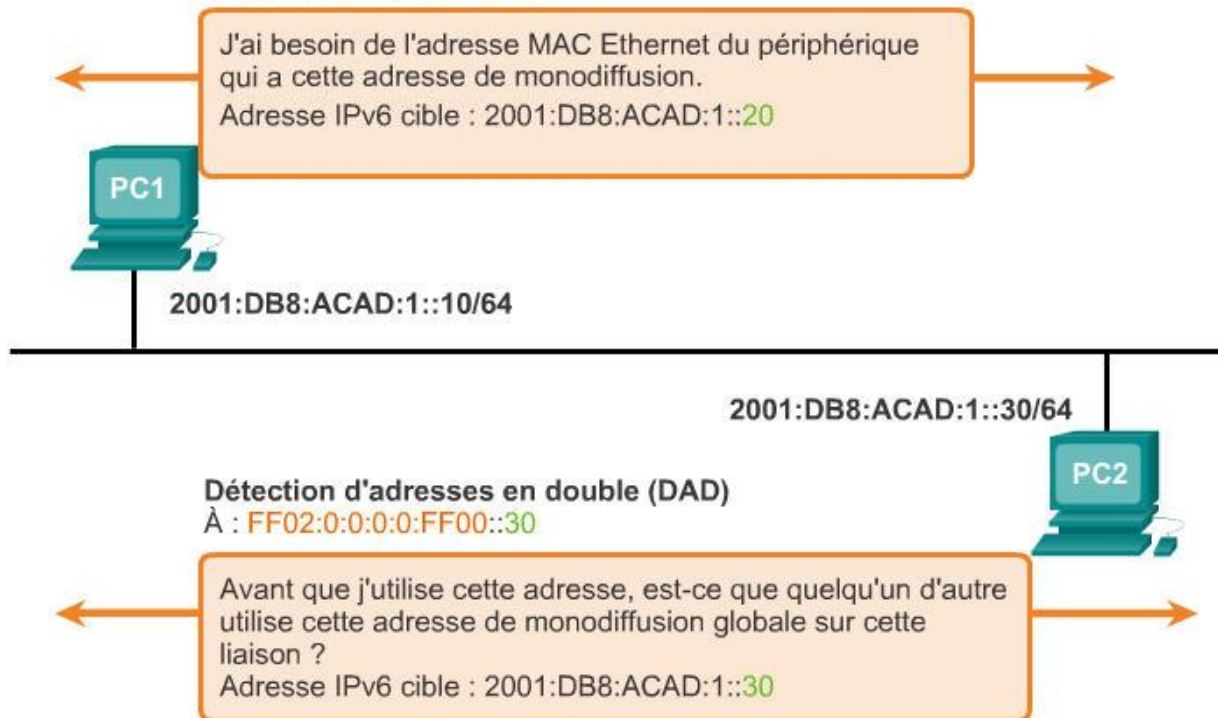 J'ai besoin de l'adresse MAC Ethernet du périphérique
qui a cette adresse de monodiffusion.
Adresse IPv6 cible : 2001:DB8:ACAD:1::20
PC1
2001:DB8:ACAD:1::10/64
2001:DB8:ACAD:1::30/64
PC2
Détection d'adresses en double (DAD)
À : FF02:0:0:0:0:FF00::30
Avant que j'utilise cette adresse, est-ce que quelqu'un d'autre
utilise cette adresse de monodiffusion globale sur cette
liaison ?
Adresse IPv6 cible : 2001:DB8:ACAD:1::30